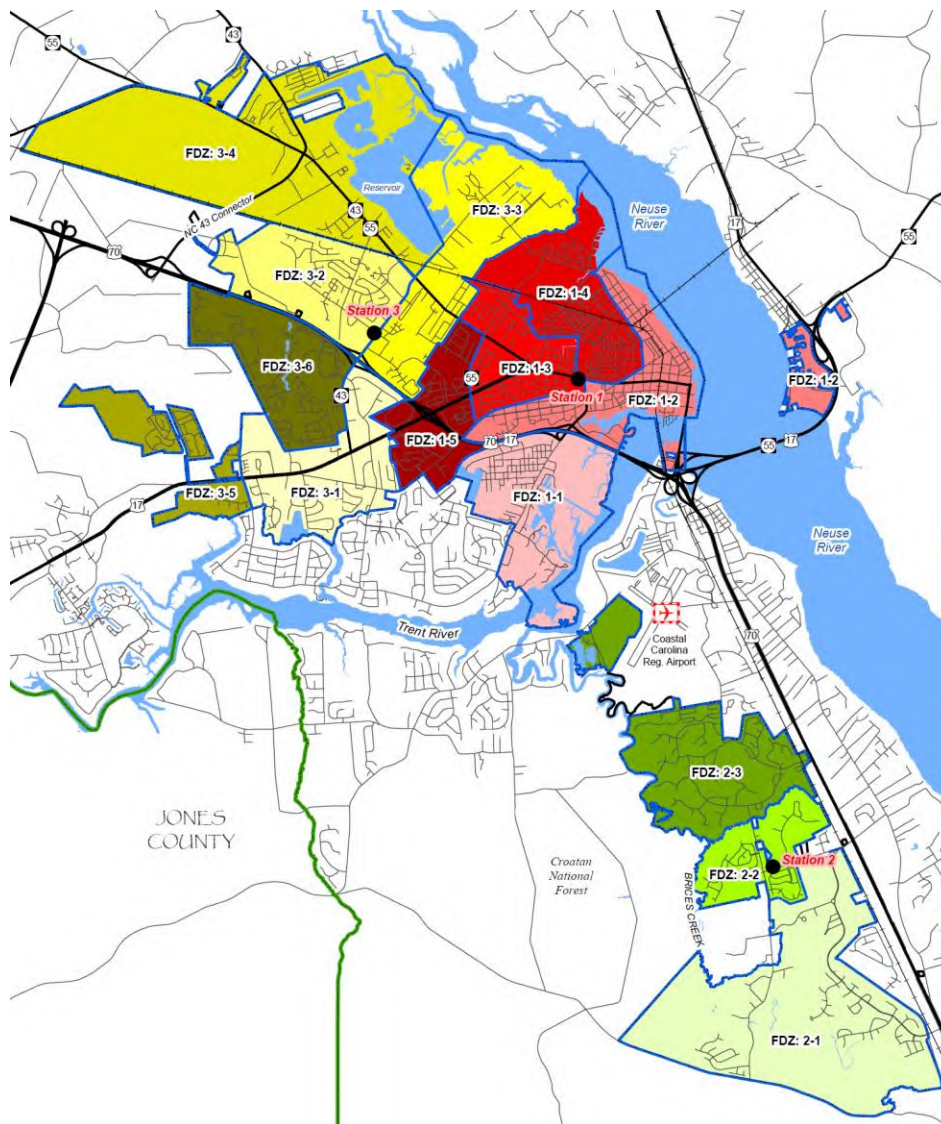 55
43
43
55
FDZ: 3-4
Reservoir
FDZ: 3-3
Neuse
River
17
55
NC 43 Connector
43
55
70
FDZ: 3-2
Station 3
FDZ: 1-4
FDZ: 3-6
FDZ: 1-3
55
Station 1
FDZ: 1-2
FDZ: 1-2
43
FDZ: 1-5
70
17
55
17
FDZ: 3-5
17
FDZ: 3-1
FDZ: 1-1
Neuse
River
Trent River
Coastal
Carolina
Reg. Airport
70
FDZ: 2-3
JONES
COUNTY
Croatan
National
Forest
FDZ: 2-2
Station 2
BRICES CREEK
FDZ: 2-1